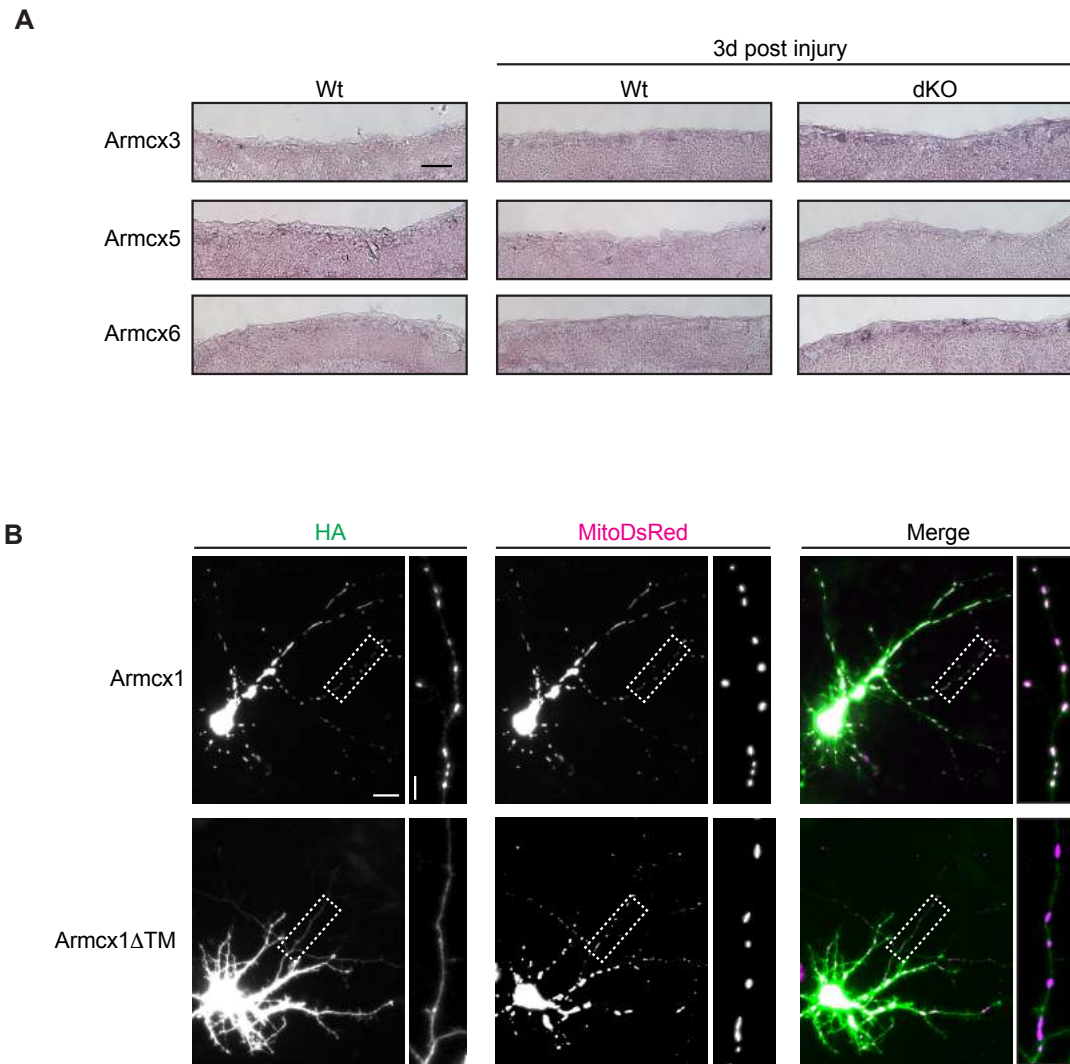 A
3d post injury
Wt
Wt
dKO
Armcx3
Armcx5
Armcx6
B
HA
MitoDsRed
Merge
Armcx1
Armcx1ΔTM